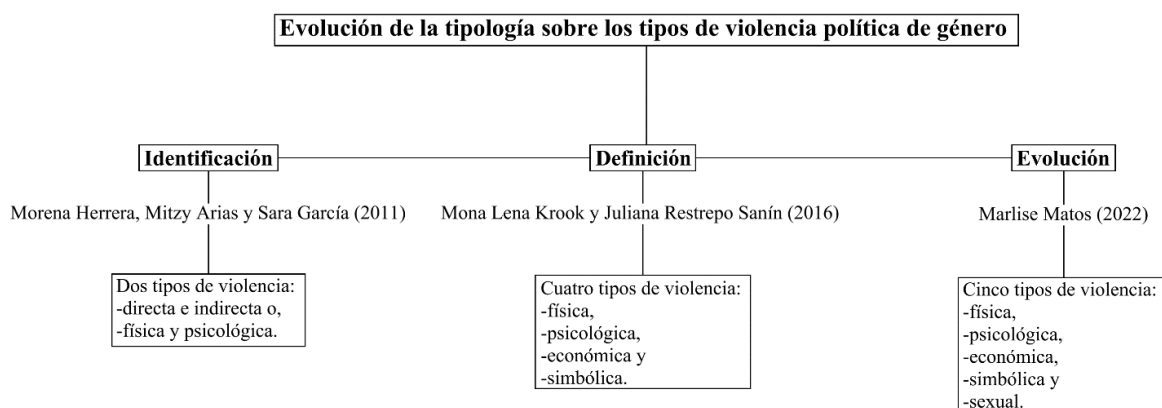 Evolución de la tipología sobre los tipos de violencia política de género
Identificación
Morena Herrera, Mitzy Arias y Sara García (2011)
Dos tipos de violencia:
-directa e indirecta o,
-física y psicológica.
Definición
Mona Lena Krook y Juliana Restrepo Sanín (2016)
Cuatro tipos de violencia:
-física,
-psicológica,
-económica y
-simbólica.
Evolución
Marlise Matos (2022)
Cinco tipos de violencia:
-física,
-psicológica,
-económica,
-simbólica y
-sexual.